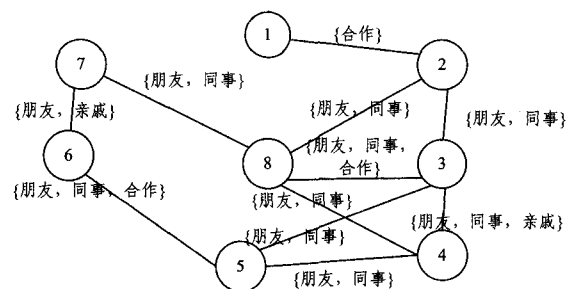 1
{合作}
7
2
{朋友，同事}
{朋友，亲戚}
{朋友，同事}
{朋友，同事}
6
{朋友，同事，
合作}
8
3
{朋友，同事，合作}
{朋友，同事}
{朋友，同事，亲戚}
{朋友，同事}
5
4
{朋友，同事}